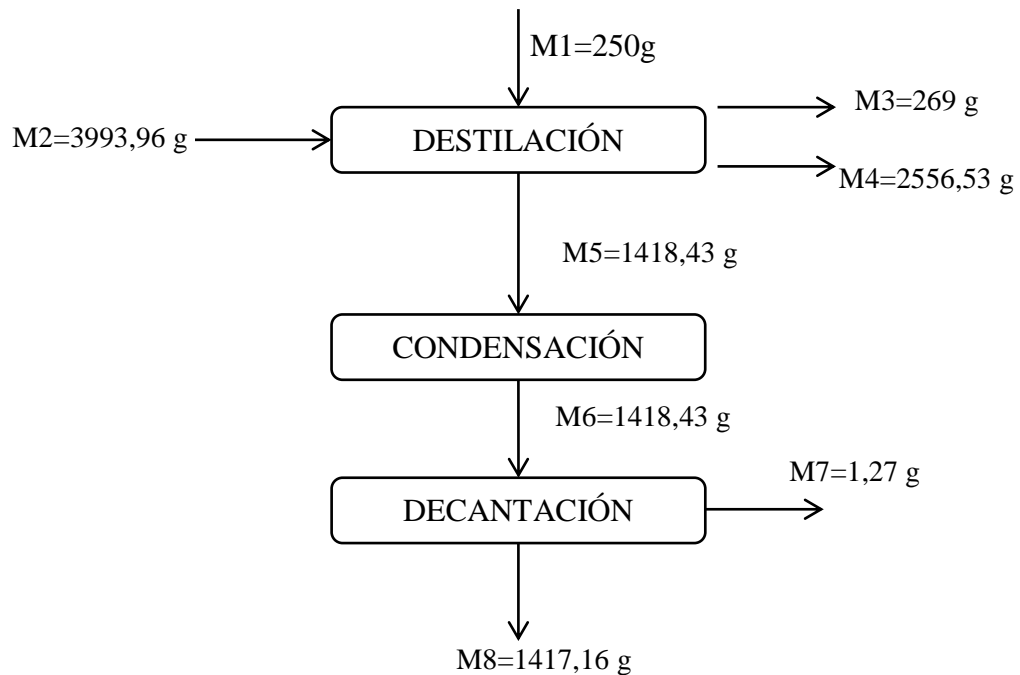 M1=250g
M3=269 g
M2=3993,96 g
DESTILACIÓN
M4=2556,53 g
M5=1418,43 g
CONDENSACIÓN
M6=1418,43 g
M7=1,27 g
DECANTACIÓN
M8=1417,16 g